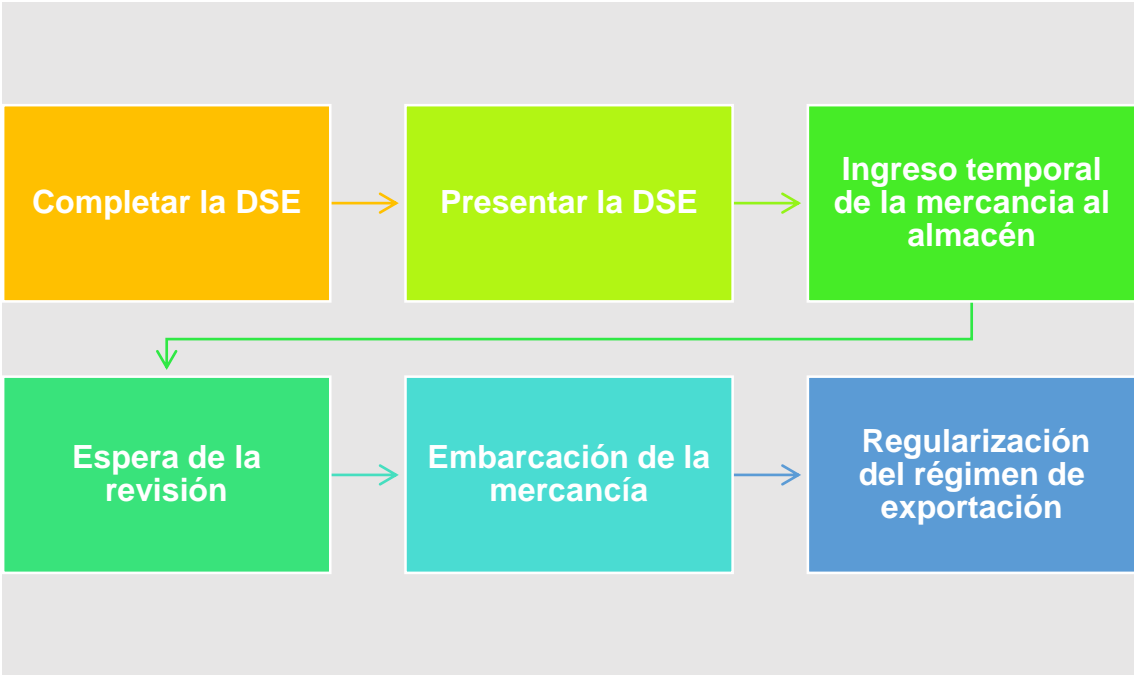 Completar la DSE
Presentar la DSE
Ingreso temporal
de la mercancia al
almacén
Espera de la
revisión
Embarcación de la
mercancía
Regularización
del régimen de
exportación